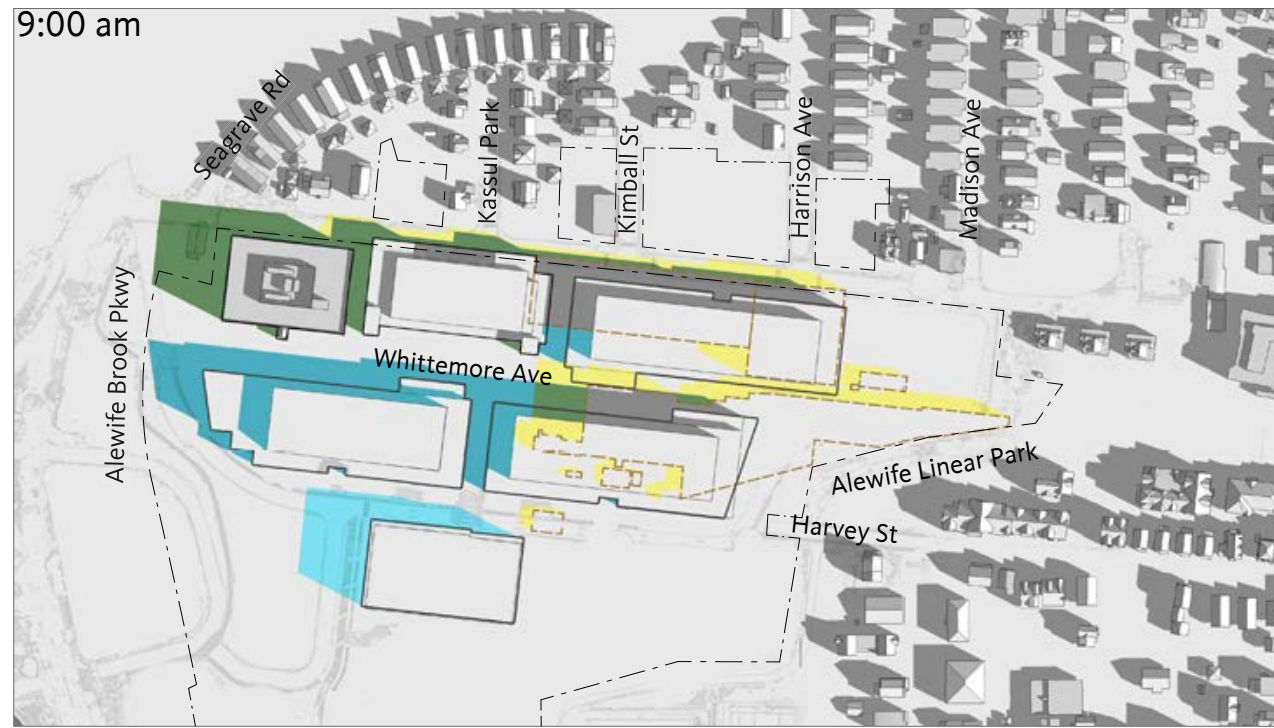 9:00 am
Seagrave Rd
Kassul Park
Kimball St
Harrison Ave
Madison Ave
Alewife Brook Pkwy
Whittemore Ave
Alewife Linear Park
Harvey St